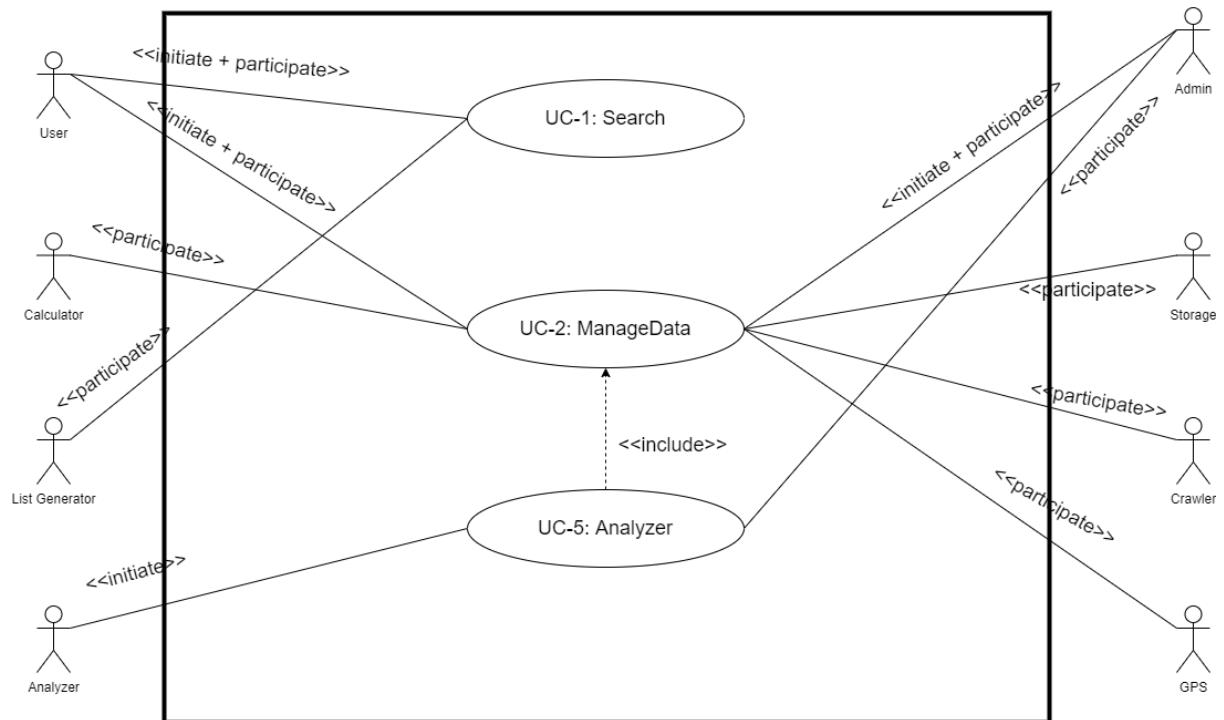 <<initiate + participate>>
UC-1: Search
Admin
User
<<initiate + participate>>
<<initiate + participate>>
<<participate>>
<<participate>>
UC-2: ManageData
<<participate>>
Calculator
Storage
<<participate>>
<<include>>
<<participate>>
List Generator
Crawler
<<participate>>
UC-5: Analyzer
<<initiate>>
Analyzer
GPS